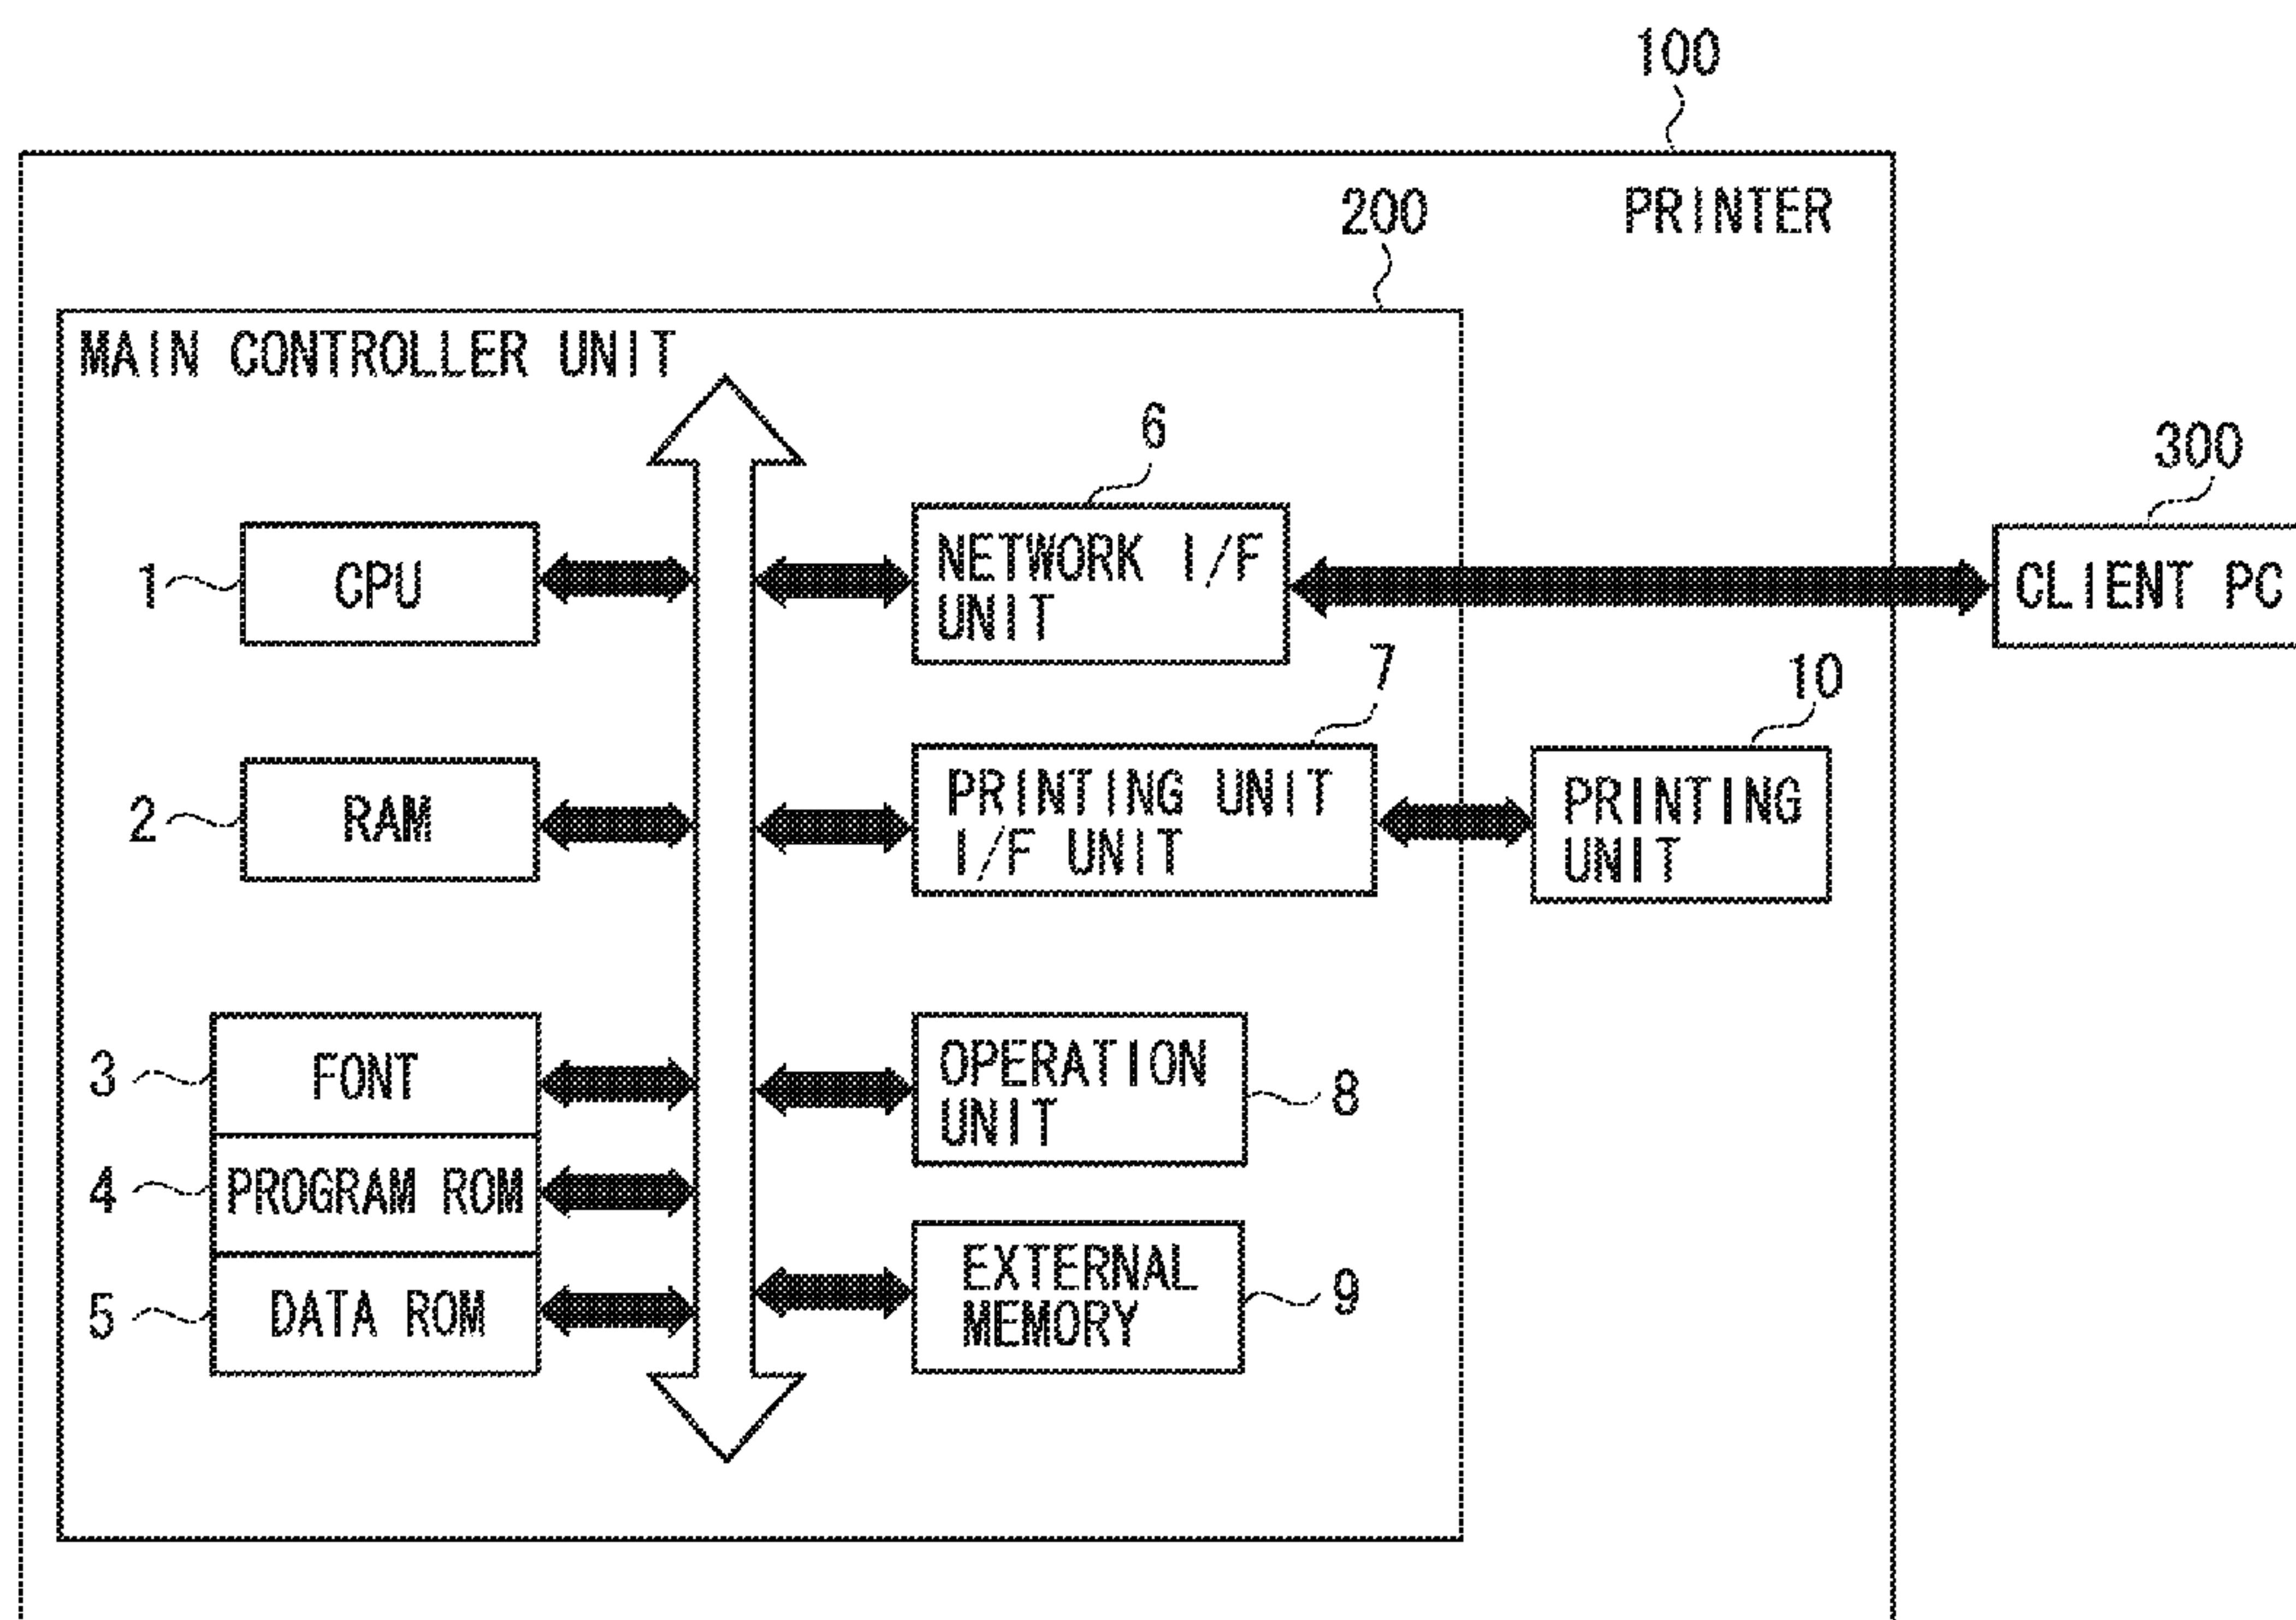 100
PRINTER
200
MAIN CONTROLLER UNIT
6
300
1
CPU
NETWORK I/F
UNIT
CLIENT PC
7
10
2
RAM
PRINTING UNIT
I/F UNIT
PRINTING
UNIT
3
FONT
OPERATION
UNIT
8
4
PROGRAM ROM
5
DATA ROM
EXTERNAL
MEMORY
9